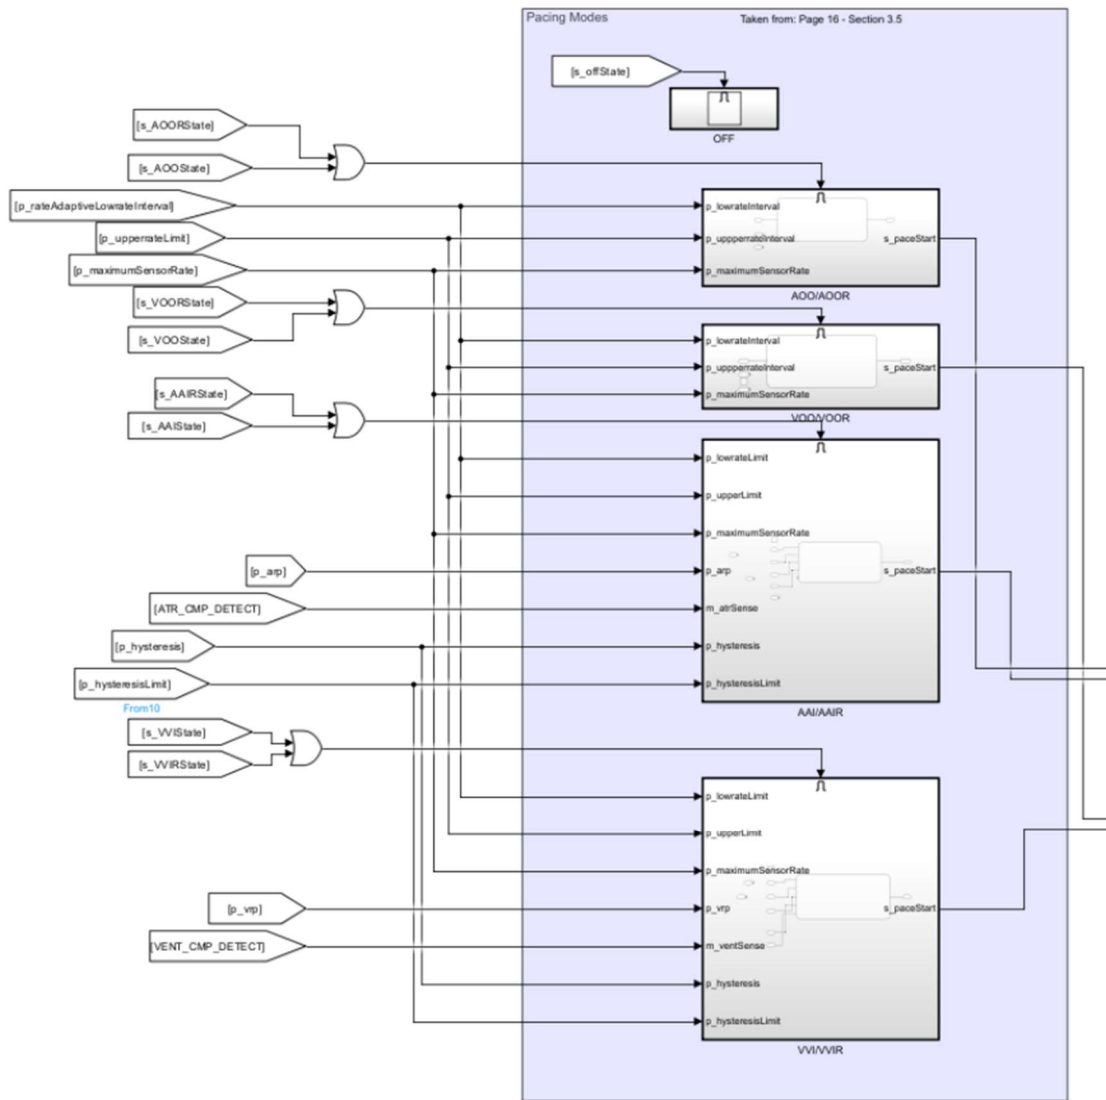 Pacing Modes
Taken from: Page 16 - Section 3.5
[s_offState]
OFF
[s_AOORState]
[s_AOOState]
[p_rateAdaptiveLowrateInterval]
[p_upperrateLimit]
[p_maximumSensorRate]
p_lowrateInterval
p_uppperrateInterval
p_maximumSensorRate
s_paceStart
AOO/AOOR
[s_VOORState]
[s_VOOState]
p_lowrateInterval
p_uppperrateInterval
p_maximumSensorRate
s_paceStart
VOO/VOOR
[s_AAIRState]
[s_AAIState]
p_lowrateLimit
p_upperLimit
p_maximumSensorRate
[p_arp]
p_arp
s_paceStart
[ATR_CMP_DETECT]
m_atrSense
[p_hysteresis]
p_hysteresis
[p_hysteresisLimit]
p_hysteresisLimit
From10
AAI/AAIR
[s_VVIState]
[s_VVIRState]
p_lowrateLimit
p_upperLimit
p_maximumSensorRate
[p_vrp]
p_vrp
s_paceStart
[VENT_CMP_DETECT]
m_ventSense
p_hysteresis
p_hysteresisLimit
VVI/VVIR